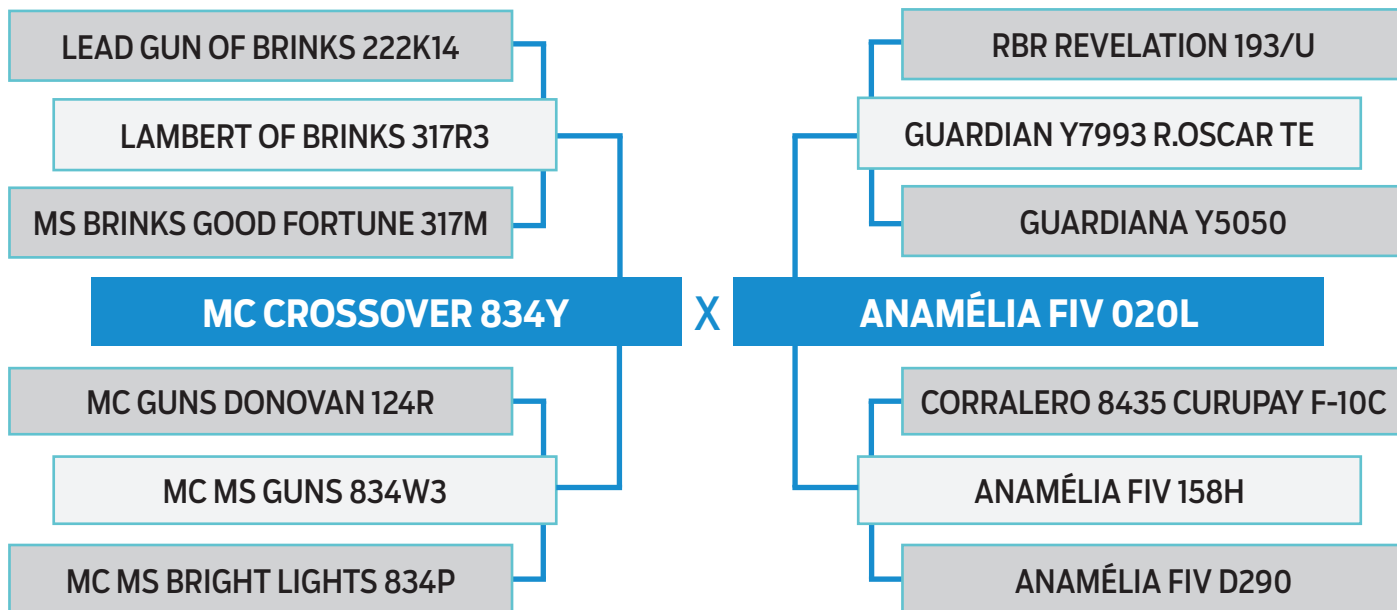 LEAD GUN OF BRINKS 222K14
LAMBERT OF BRINKS 317R3
MS BRINKS GOOD FORTUNE 317M
MC CROSSOVER 834Y
MC GUNS DONOVAN 124R
MC MS GUNS 834W3
MC MS BRIGHT LIGHTS 834P
X
RBR REVELATION 193/U
GUARDIAN Y7993 R.OSCAR TE
GUARDIANA Y5050
ANAMÉLIA FIV 020L
CORRALERO 8435 CURUPAY F-10C
ANAMÉLIA FIV 158H
ANAMÉLIA FIV D290